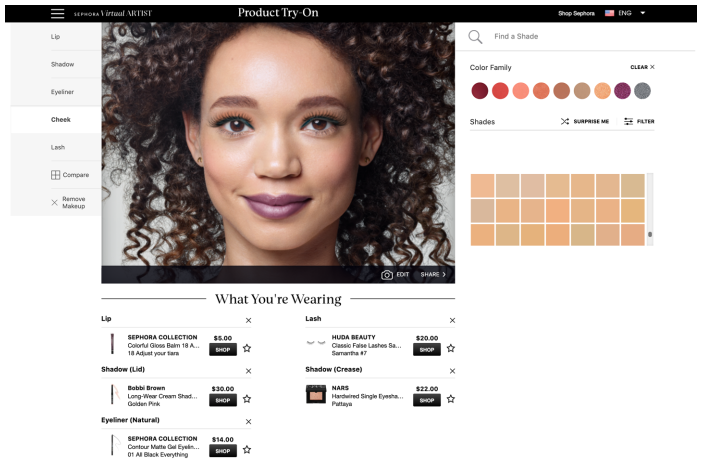 SEPHORA Virtual ARTIST
Product Try-On
Shop Sephora
ENG
Lip
Shadow
Eyeliner
Cheek
Lash
Compare
Remove
Makeup
EDIT
SHARE
Find a Shade
Color Family
CLEAR ×
Shades
SURPRISE ME
FILTER
What You're Wearing
Lip
×
SEPHORA COLLECTION
$5.00
Colorful Gloss Balm 18 A...
18 Adjust your tiara
SHOP
Lash
×
HUDA BEAUTY
$20.00
Classic False Lashes Sa...
Samantha #7
SHOP
Shadow (Lid)
×
Bobbi Brown
$30.00
Long-Wear Cream Shad...
Golden Pink
SHOP
Shadow (Crease)
×
NARS
$22.00
Hardwired Single Eyesha...
Pattaya
SHOP
Eyeliner (Natural)
×
SEPHORA COLLECTION
$14.00
Contour Matte Gel Eyelin...
01 All Black Everything
SHOP